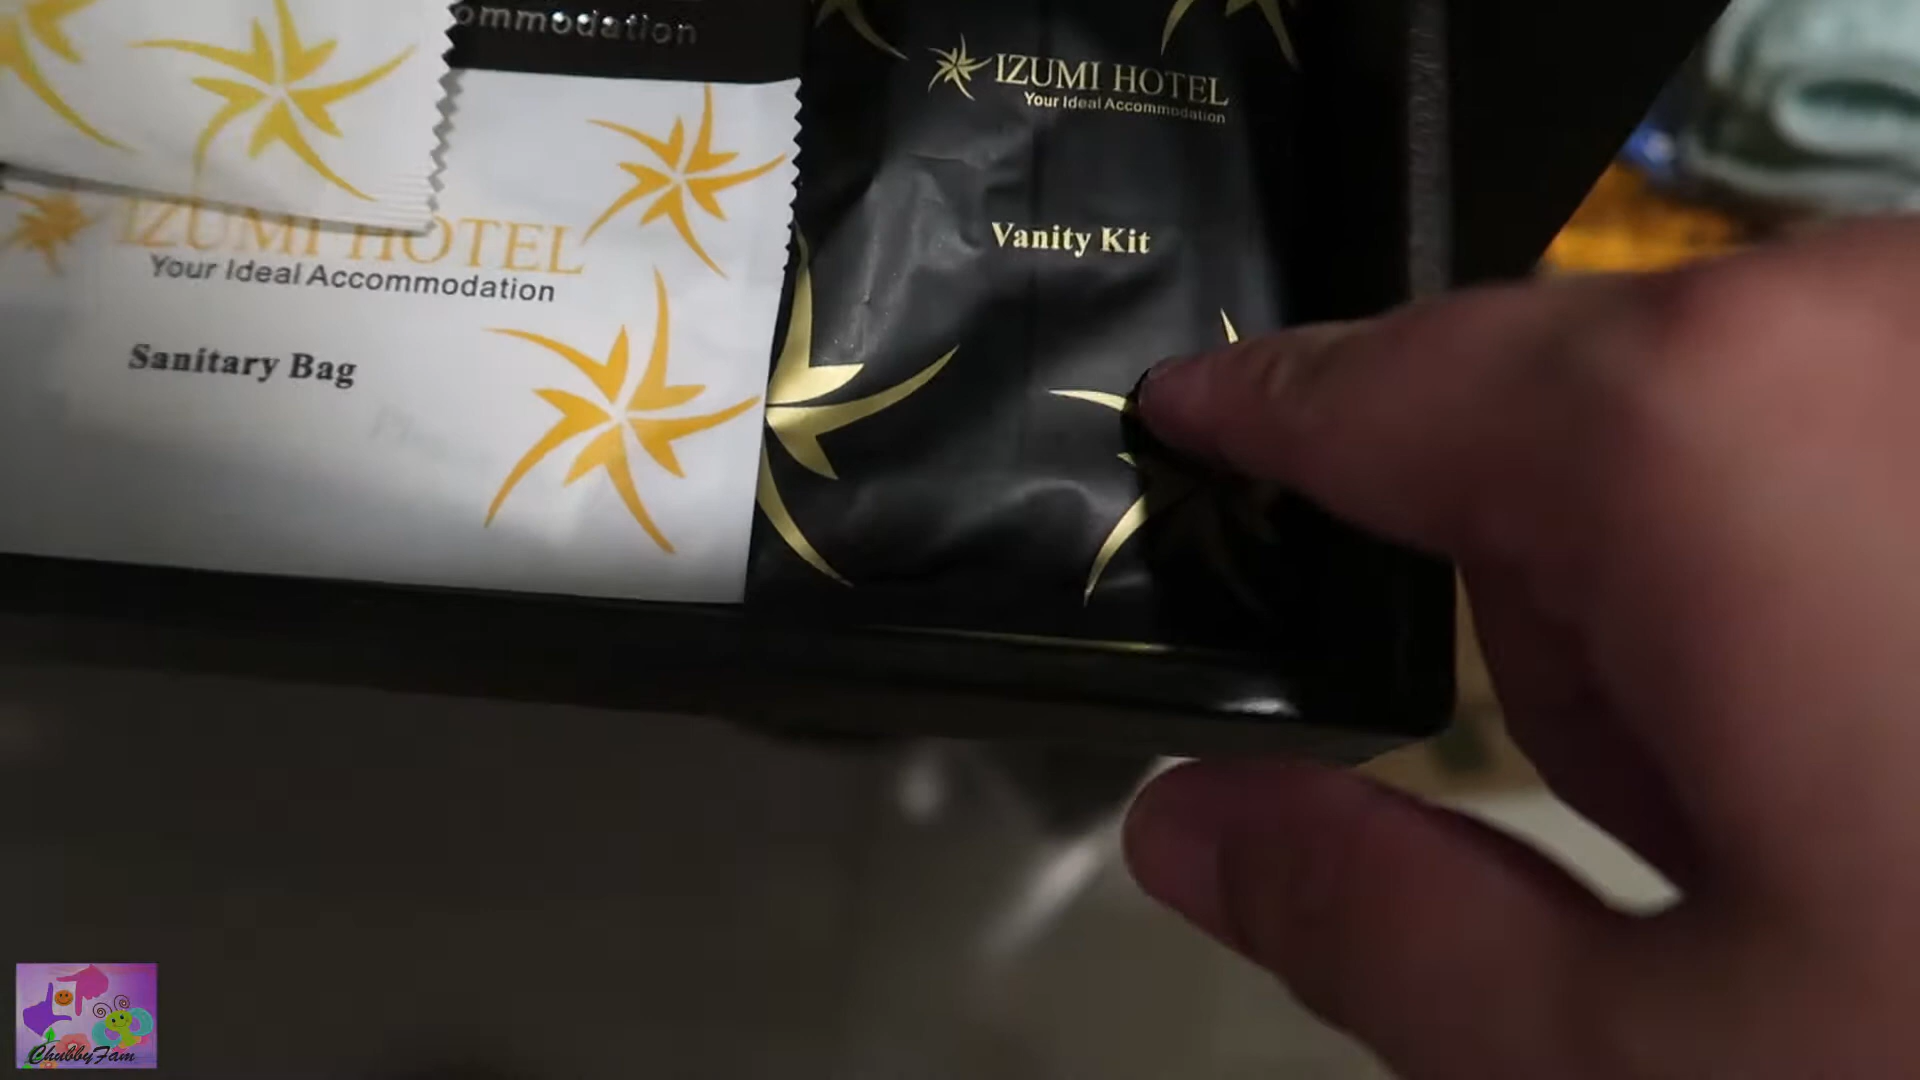 ommodation
IZUMI HOTEL
Your Ideal Accommodation
Vanity Kit
IZUMI HOTEL
Your Ideal Accommodation
Sanitary Bag
ChubbyFam